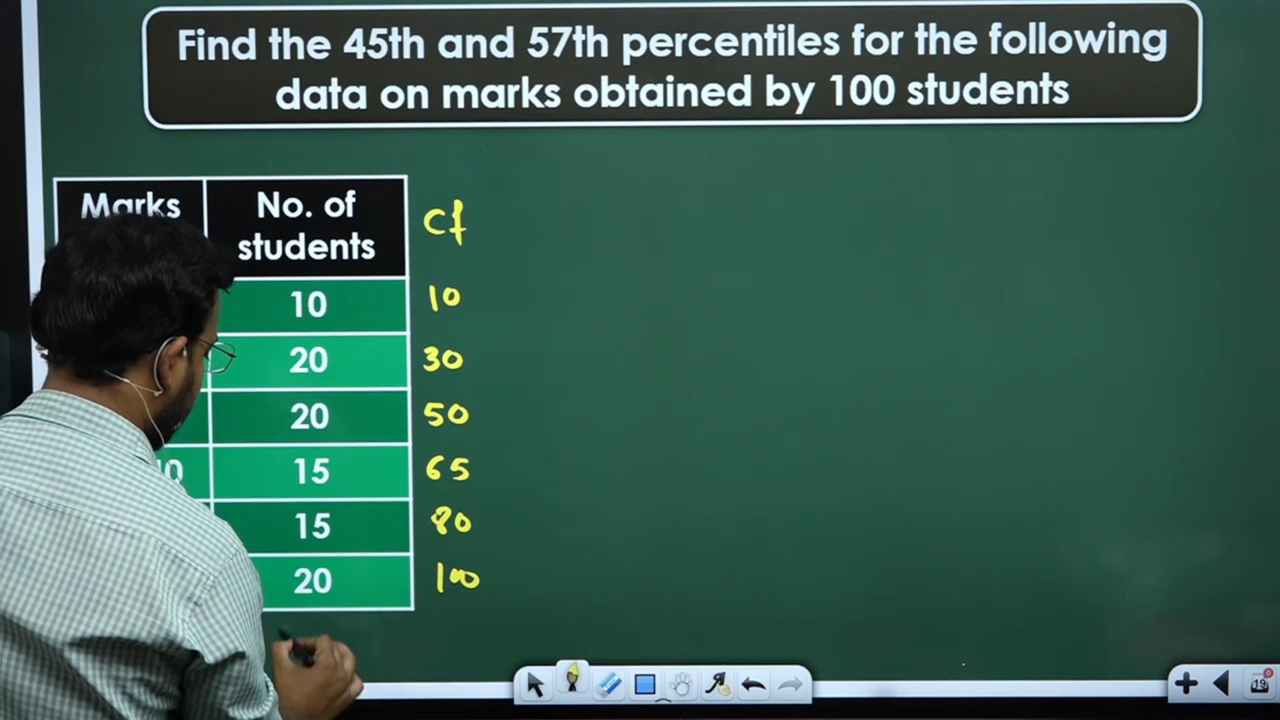 Find the 45th and 57th percentiles for the following
data on marks obtained by 100 students
Marks No. of students cf
10 10
20 30
20 50
15 65
15 80
20 100
19